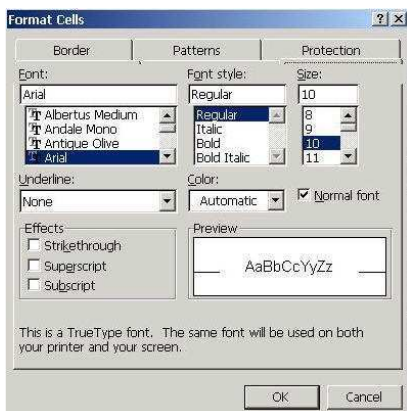 Format Cells
Border Patterns Protection
Font: Font style: Size:
Arial Regular 10
Albertus Medium Regular 8
Andale Mono Italic 9
Antique Olive Bold 10
Arial Bold Italic 11
Underline: Color:
None Automatic Normal font
Effects Preview
Strikethrough
Superscript AaBbCcYyZz
Subscript
This is a TrueType font. The same font will be used on both
your printer and your screen.
OK Cancel